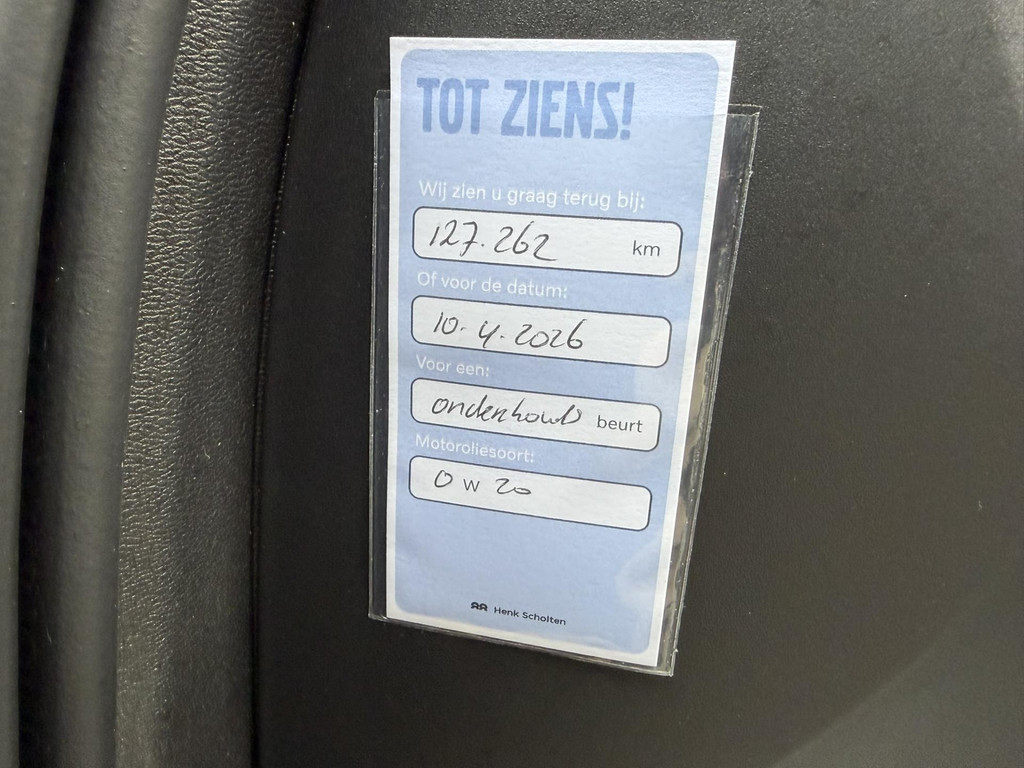 TOT ZIENS!
Wij zien u graag terug bij:
127.262 km
Of voor de datum:
10.4.2026
Voor een:
onderhoud beurt
Motoroliesoort:
0 W 20
Henk Scholten